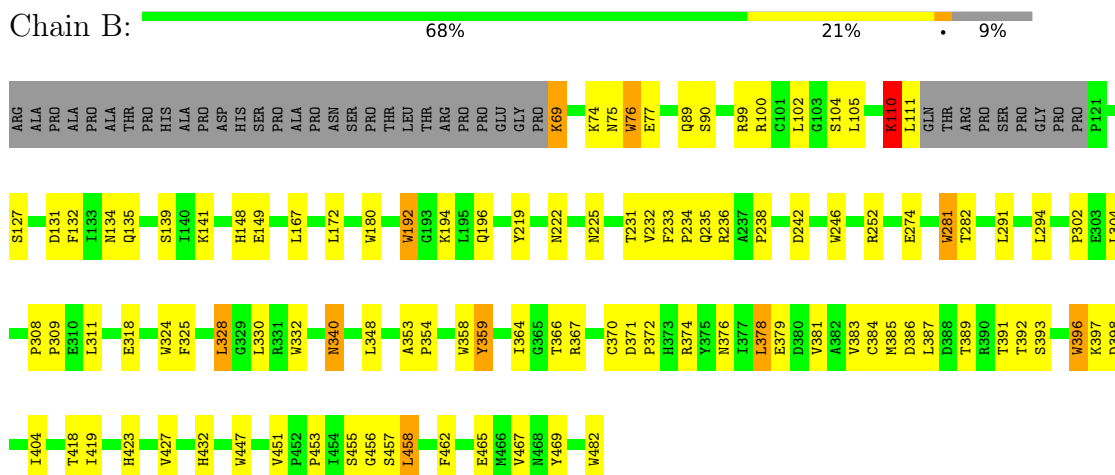 Chain B:
68% 21% • 9%
ARG ALA PRO ALA PRO ALA THR PRO HIS ALA PRO ASP HIS SER PRO ALA PRO ASN SER PRO THR LEU THR ARG PRO PRO GLU GLY PRO K69 K74 N75 W76 E77 Q89 S90 R99 R100 C101 L102 G103 S104 L105 K110 L111 GLN THR ARG PRO SER PRO GLY PRO PRO P121
S127 D131 F132 I133 N134 Q135 S139 I140 K141 H148 E149 L167 L172 W180 W192 G193 K194 L195 Q196 Y219 N222 N225 T231 V232 F233 P234 Q235 R236 A237 P238 D242 W246 R252 E274 W281 T282 L291 L294 P302 E303 L304
P308 P309 E310 L311 E318 W324 F325 L328 G329 L330 R331 W332 N340 L348 A353 P354 W358 Y359 I364 G365 T366 R367 C370 D371 P372 H373 R374 Y375 N376 I377 L378 E379 D380 V381 A382 V383 C384 M385 D386 L387 D388 T389 R390 T391 T392 S393 W396 K397
I404 T418 I419 H423 V427 H432 W447 V451 P452 P453 I454 S455 G456 S457 L458 F462 E465 M466 V467 N468 Y469 W482